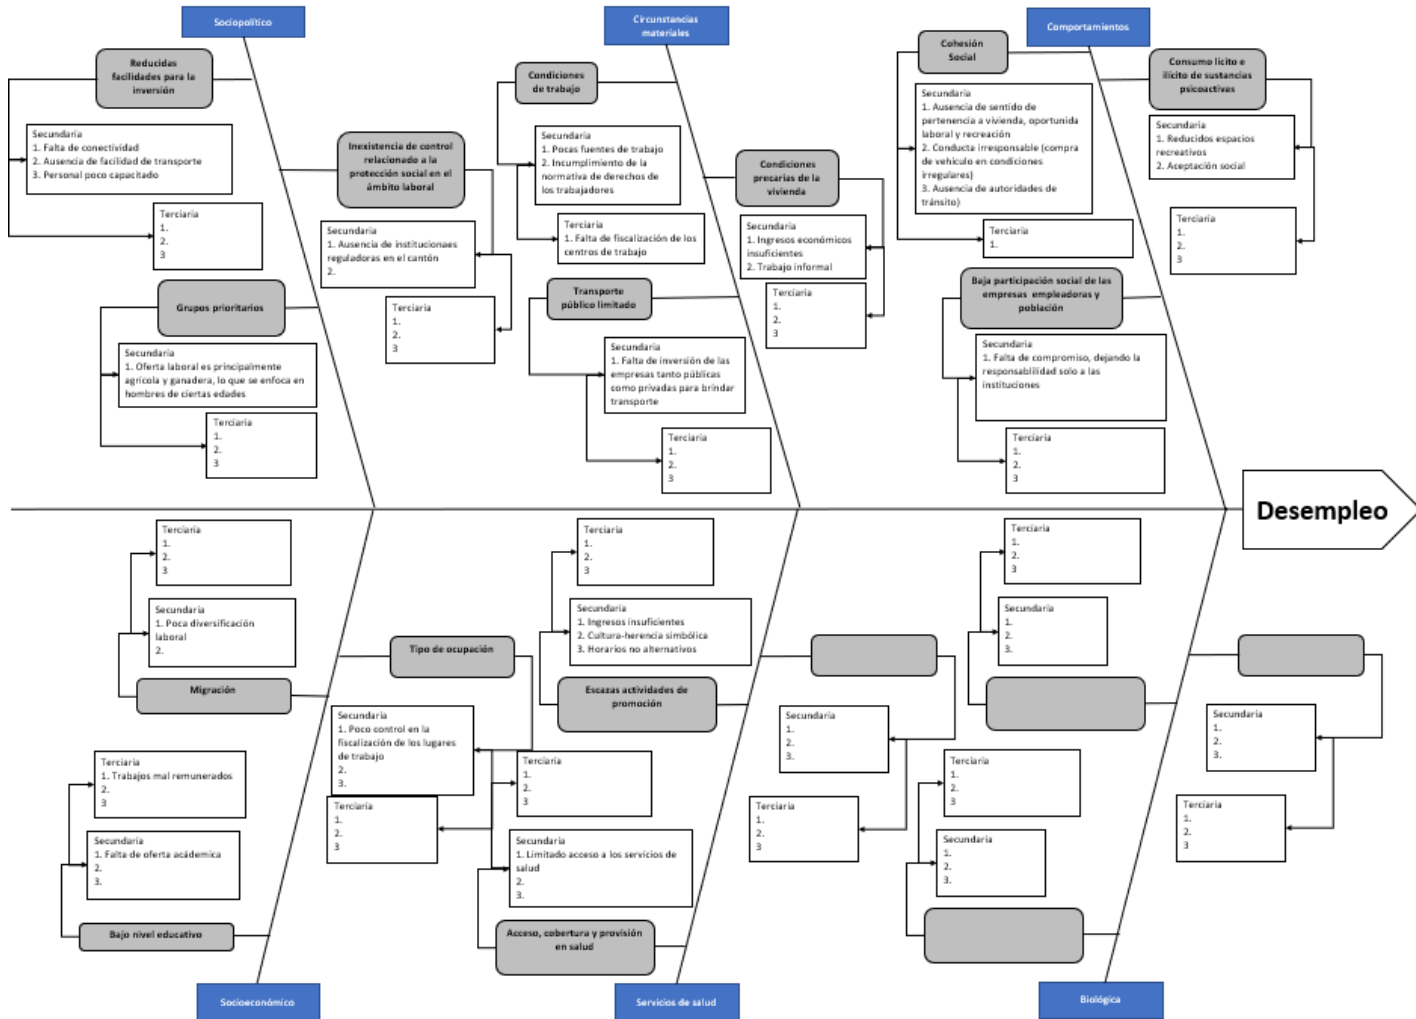 Sociopolítico
Reducidas
facilidades para la
inversión
Secundaria
1. Falta de conectividad
2. Ausencia de facilidad de transporte
3. Personal poco capacitado
Terciaria
1.
2.
3
Inexistencia de control
relacionado a la
protección social en el
ámbito laboral
Secundaria
1. Ausencia de institucionaes
reguladoras en el cantón
2.
Terciaria
1.
2.
3
Grupos prioritarios
Secundaria
1. Oferta laboral es principalmente
agrícola y ganadera, lo que se enfoca en
hombres de ciertas edades
Terciaria
1.
2.
3
Circunstancias
materiales
Condiciones
de trabajo
Secundaria
1. Pocas fuentes de trabajo
2. Incumplimiento de la
normativa de derechos de
los trabajadores
Terciaria
1. Falta de fiscalización de los
centros de trabajo
Condiciones
precarias de la
vivienda
Secundaria
1. Ingresos económicos
insuficientes
2. Trabajo informal
Terciaria
1.
2.
3
Transporte
público limitado
Secundaria
1. Falta de inversión de las
empresas tanto públicas
como privadas para brindar
transporte
Terciaria
1.
2.
3
Comportamientos
Cohesión
Social
Secundaria
1. Ausencia de sentido de
pertenencia a vivienda, oportunida
laboral y recreación
2. Conducta irresponsable (compra
de vehículo en condiciones
irregulares)
3. Ausencia de autoridades de
tránsito)
Terciaria
1.
Consumo licito e
ilícito de sustancias
psicoactivas
Secundaria
1. Reducidos espacios
recreativos
2. Aceptación social
Terciaria
1.
2.
3
Baja participación social de las
empresas empleadoras y
población
Secundaria
1. Falta de compromiso, dejando la
responsablilidad solo a las
instituciones
Terciaria
1.
2.
3
Desempleo
Terciaria
1.
2.
3
Secundaria
1. Poca diversificación
laboral
2.
Migración
Tipo de ocupación
Secundaria
1. Poco control en la
fiscalización de los lugares
de trabajo
2.
3.
Terciaria
1.
2.
3
Terciaria
1. Trabajos mal remunerados
2.
3
Secundaria
1. Falta de oferta académica
2.
3.
Bajo nivel educativo
Socioeconómico
Terciaria
1.
2.
3
Secundaria
1. Ingresos insuficientes
2. Cultura-herencia simbólica
3. Horarios no alternativos
Escazas actividades de
promoción
Secundaria
1.
2.
3.
Terciaria
1.
2.
3
Terciaria
1.
2.
3
Secundaria
1. Limitado acceso a los servicios de
salud
2.
3.
Acceso, cobertura y provisión
en salud
Servicios de salud
Terciaria
1.
2.
3
Secundaria
1.
2.
3.
Secundaria
1.
2.
3.
Terciaria
1.
2.
3
Terciaria
1.
2.
3
Secundaria
1.
2.
3.
Biológica